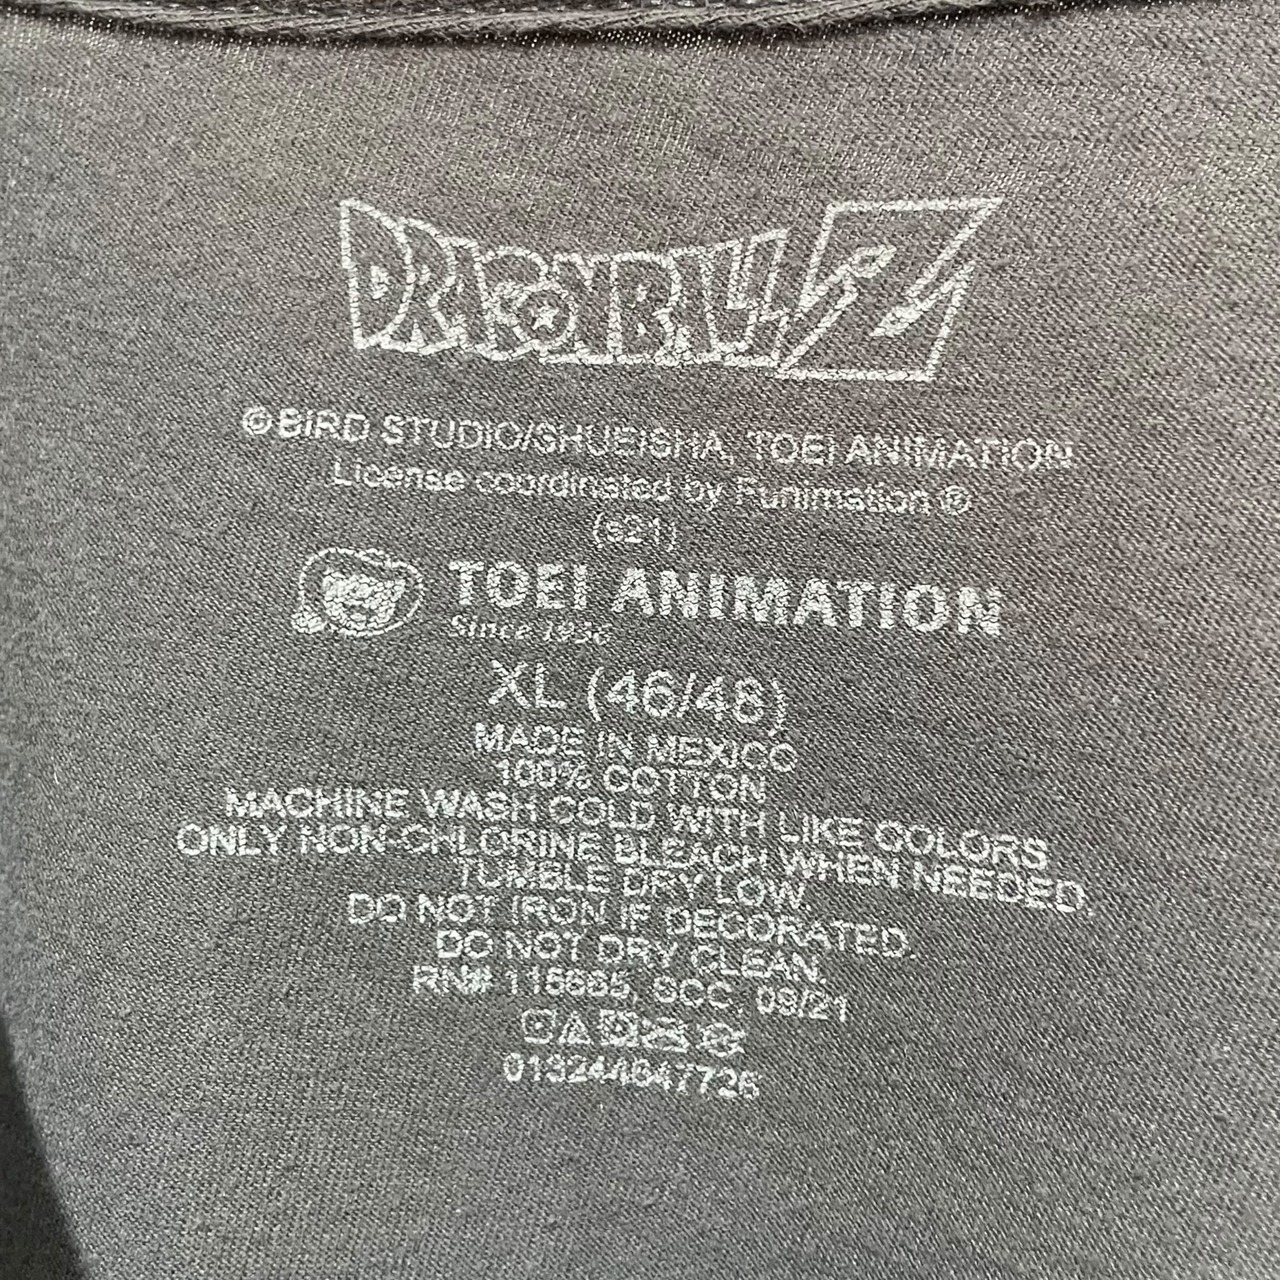 DRAGONBALL Z
©BIRD STUDIO/SHUEISHA, TOEI ANIMATION
License coordinated by Funimation ®
(s21)
TOEI ANIMATION
Since 1956
XL (46/48)
MADE IN MEXICO
100% COTTON
MACHINE WASH COLD WITH LIKE COLORS
ONLY NON-CHLORINE BLEACH WHEN NEEDED.
TUMBLE DRY LOW.
DO NOT IRON IF DECORATED.
DO NOT DRY CLEAN.
RN# SCC, 09/21